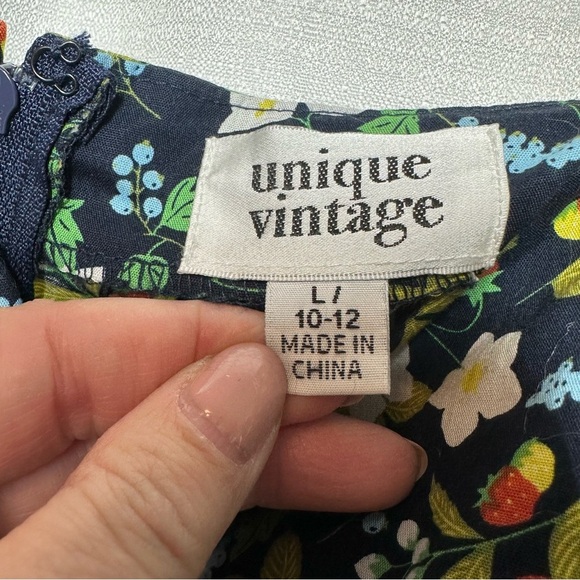 unique
vintage
L /
10-12
MADE IN
CHINA